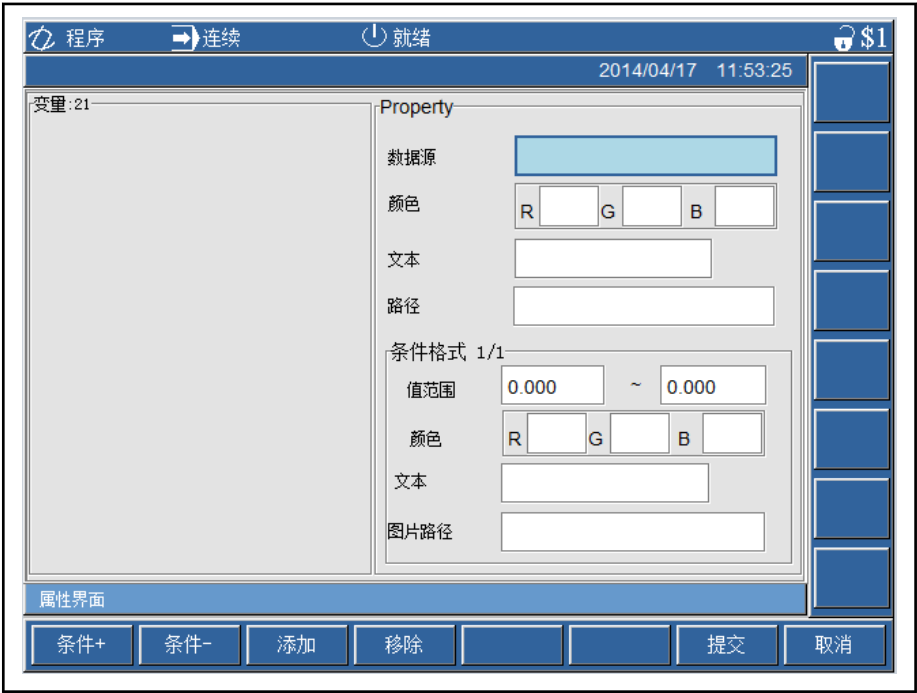 程序 连续 就绪 $1
2014/04/17 11:53:25
变量:21
Property
数据源
颜色 R G B
文本
路径
条件格式 1/1
值范围 0.000 ~ 0.000
颜色 R G B
文本
图片路径
属性界面
条件+ 条件- 添加 移除 提交 取消